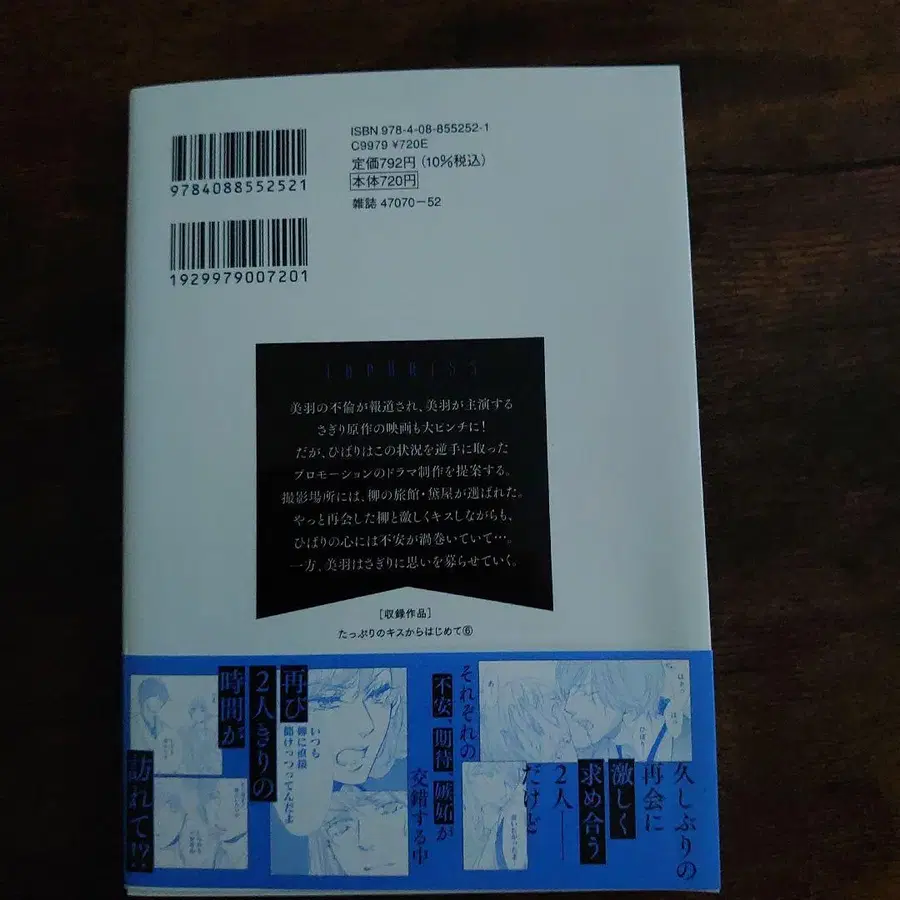 ISBN 978-4-08-855252-1
C9979 ¥720E
定価792円(10%税込)
本体720円
雑誌 47070-52
9784088552521
1929979007201
美羽の不倫が報道され、美羽が主演する
さぎり原作の映画も大ピンチに!
だが、ひばりはこの状況を逆手に取った
プロモーションのドラマ制作を提案する。
撮影場所には、柳の旅館・黛屋が選ばれた。
やっと再会した柳と激しくキスしながらも、
ひばりの心には不安が渦巻いていて…。
一方、美羽はさぎりに思いを募らせていく。
[収録作品]
たっぷりのキスからはじめて⑥
久しぶりの
再会に
激しく
求め合う
2人――
だけど
それぞれの
不安、期待、嫉妬が
交錯する中
再び
2人きりの
時間が
訪れて!?
いつも
俺に直接
聞けっつってんだよ